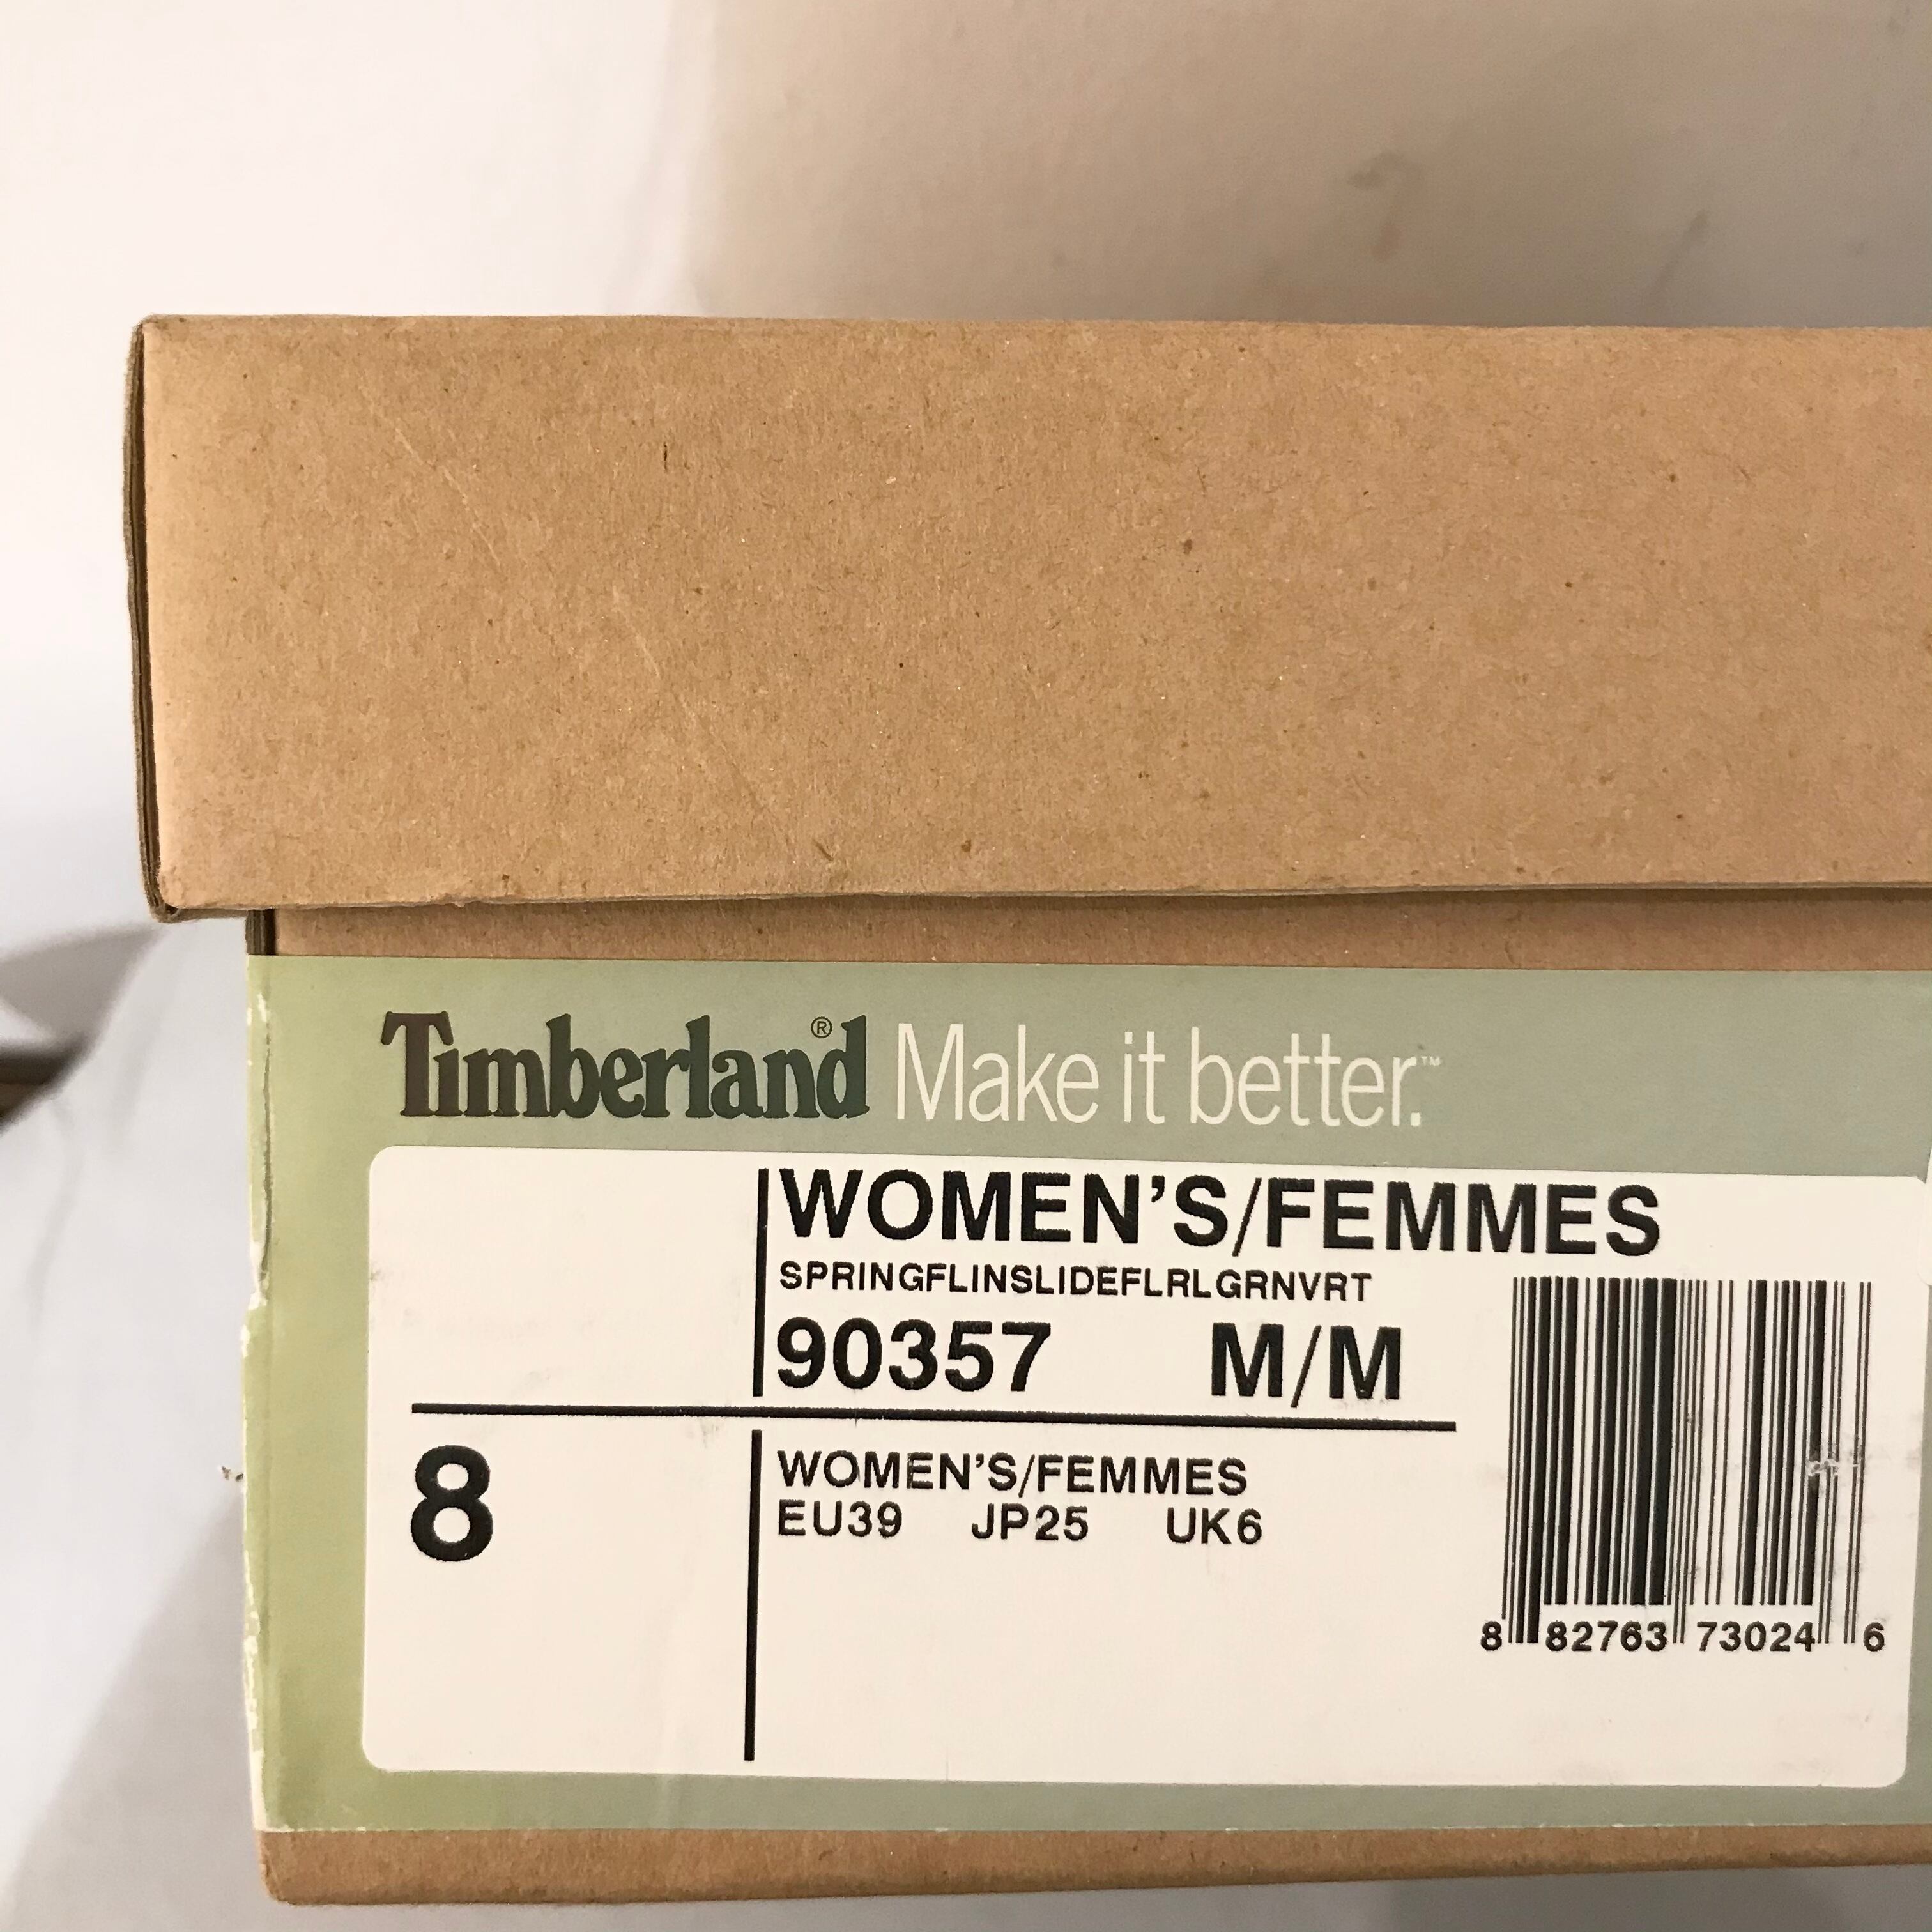 Timberland® Make it better.™
WOMEN'S/FEMMES
SPRINGFLINSLIDEFLRLGRNVRT
90357 M/M
8
WOMEN'S/FEMMES
EU39 JP25 UK6
8 82763 73024 6